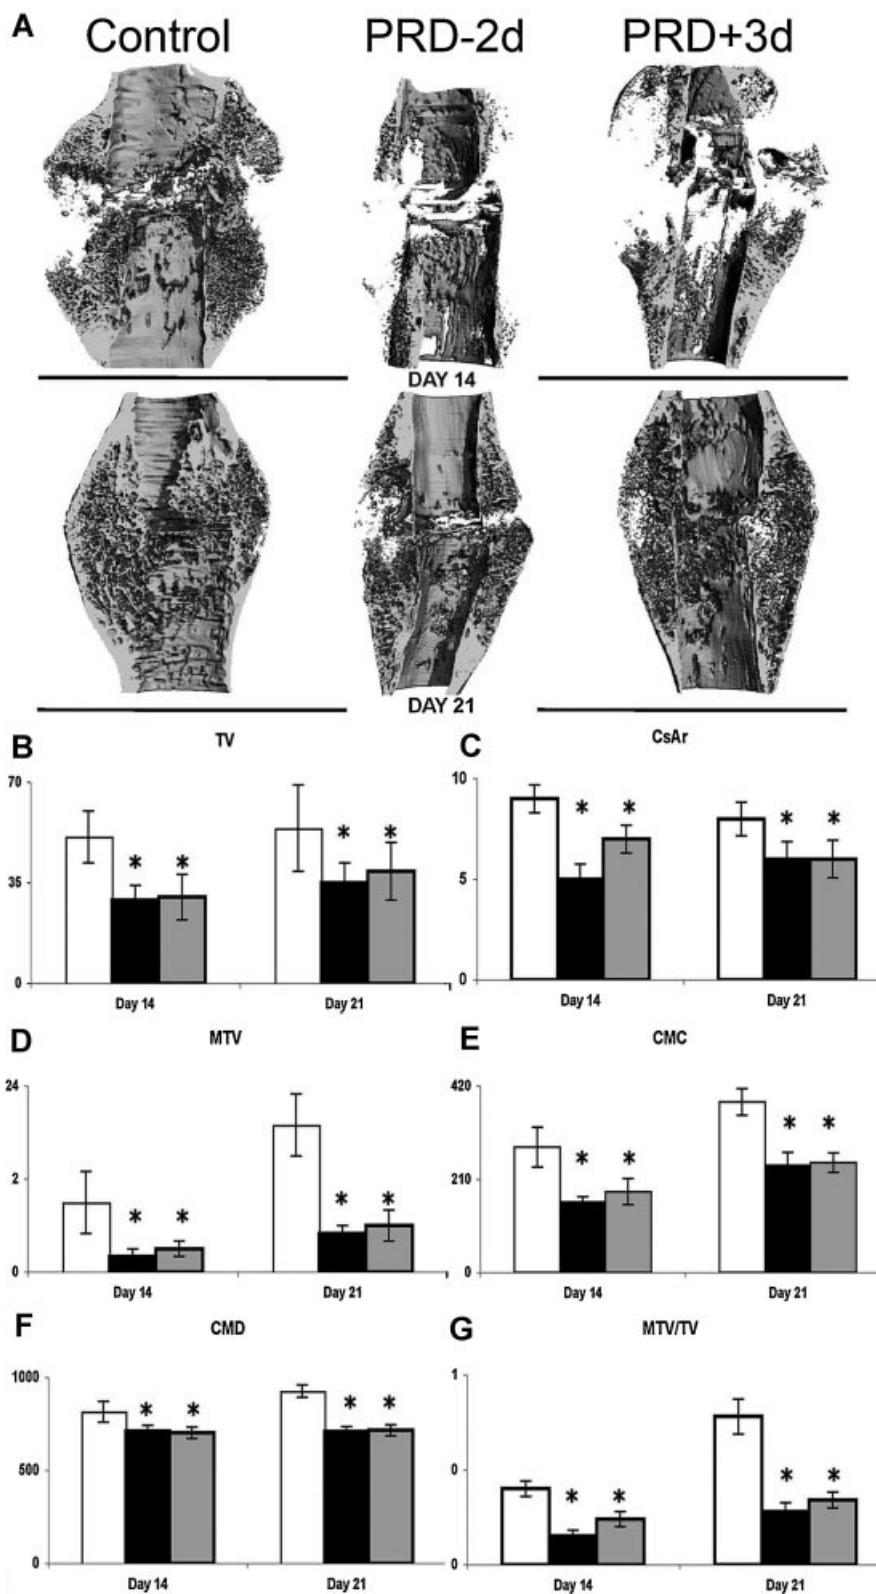 A Control PRD-2d PRD+3d
DAY 14
DAY 21
B TV C CsAr
70 10
* * * * * * * *
35 5
0 0
Day 14 Day 21 Day 14 Day 21
D MTV E CMC
24 420
* * * * * * * *
2 210
0 0
Day 14 Day 21 Day 14 Day 21
F CMD G MTV/TV
1000 1
* * * * * * * *
500 0
0 0
Day 14 Day 21 Day 14 Day 21